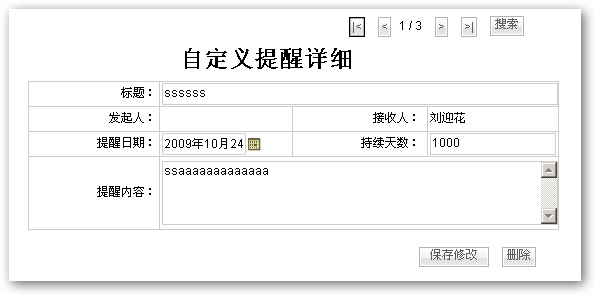 |< < 1 / 3 > >| 搜索
自定义提醒详细
标题： ssssss
发起人： 接收人： 刘迎花
提醒日期： 2009年10月24 持续天数： 1000
提醒内容： ssaaaaaaaaaaaaa
保存修改 删除